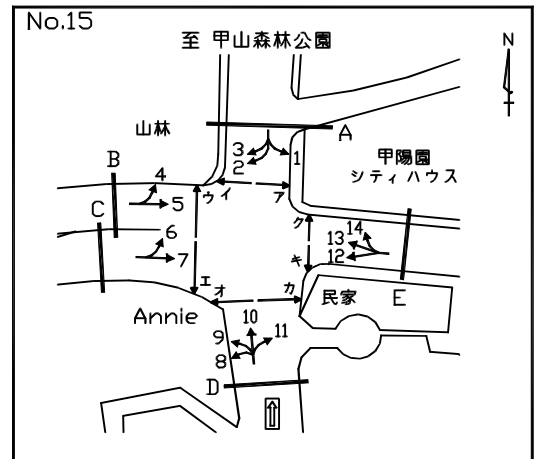 No.15
至 甲山森林公園
N
山林
A
甲陽園
シティハウス
B
C
3
2
1
4
5
6
7
ウ イ ア
ク
キ
14
13
12
エ オ カ
E
民家
Annie
10
11
9
8
D